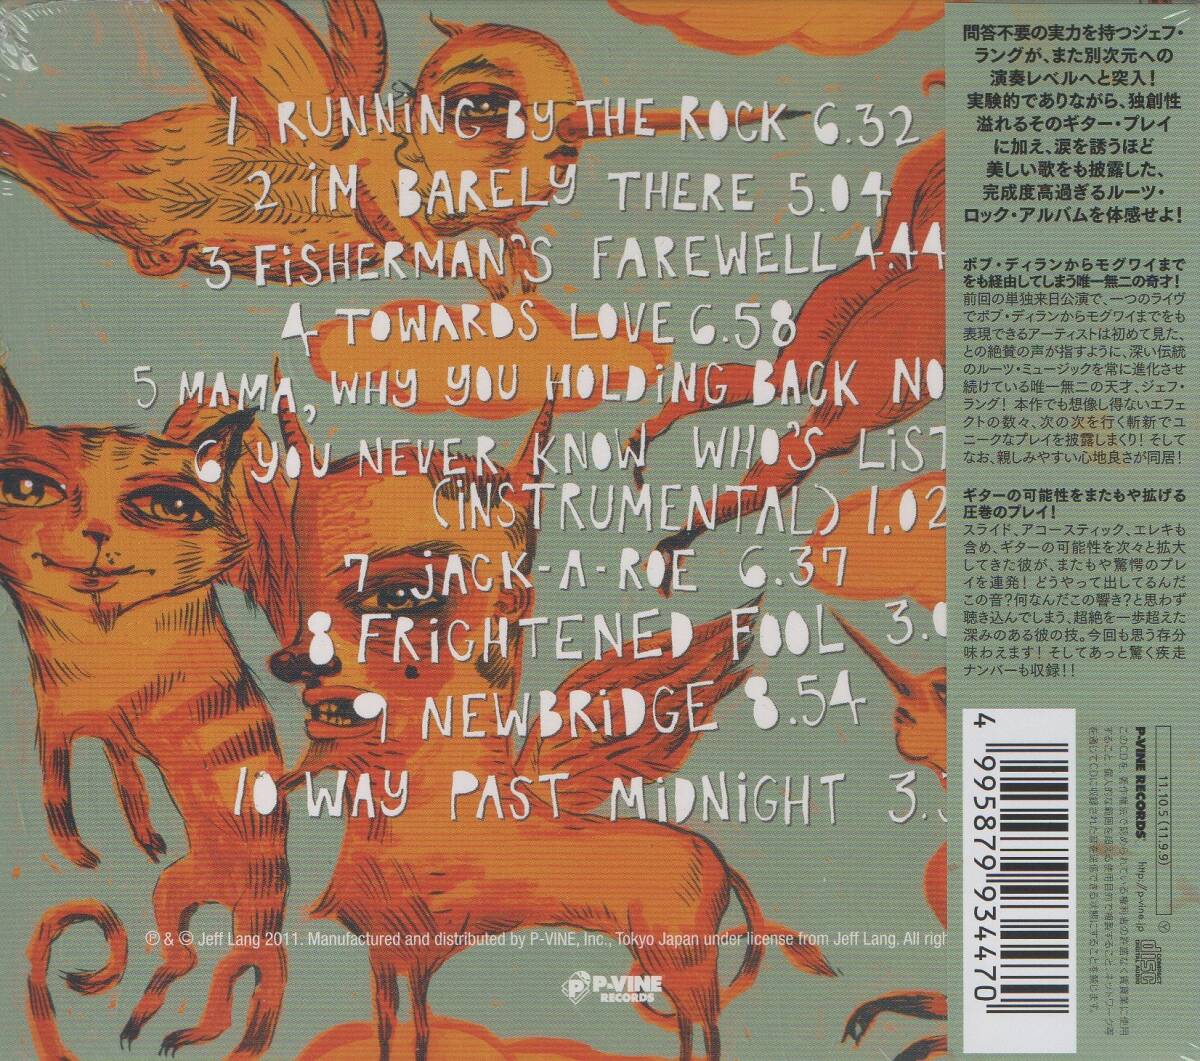 1 RUNNiNG BY THE ROCK 6.32
2 iM BARELY THERE 5.04
3 FiSHERMAN'S FAREWELL 4.44
4 TOWARDS LOVE 6.58
5 MAMA, WHY YOU HOLDiNG BACK NO
6 YOU NEVER KNOW WHO'S LiST
(iNSTRUMENTAL) 1.02
7 jACK-A-ROE 6.37
8 FRiGHTENED FOOL 3.0
9 NEWBRiDGE 8.54
10 WAY PAST MiDNiGHT 3.
℗ & © Jeff Lang 2011. Manufactured and distributed by P-VINE, Inc., Tokyo Japan under license from Jeff Lang. All righ
P-VINE
RECORDS
問答不要の実力を持つジェフ・
ラングが、また別次元への
演奏レベルへと突入!
実験的でありながら、独創性
溢れるそのギター・プレイ
に加え、涙を誘うほど
美しい歌をも披露した、
完成度高過ぎるルーツ・
ロック・アルバムを体感せよ!
ボブ・ディランからモグワイまで
をも経由してしまう唯一無二の奇才!
前回の単独来日公演で、一つのライヴ
でボブ・ディランからモグワイまでをも
表現できるアーティストは初めて見た、
との絶賛の声が指すように、深い伝統
のルーツ・ミュージックを常に進化させ
続けている唯一無二の天才、ジェフ・
ラング! 本作でも想像し得ないエフェ
クトの数々、次の次を行く斬新でユ
ニークなプレイを披露しまくり! そして
なお、親しみやすい心地良さが同居!
ギターの可能性をまたもや拡げる
圧巻のプレイ!
スライド、アコースティック、エレキも
含め、ギターの可能性を次々と拡大
してきた彼が、またもや驚愕のプレ
イを連発! どうやって出してるんだ
この音?何なんだこの響き?と思わず
聴き込んでしまう、超絶を一歩超えた
深みのある彼の技。今回も思う存分
味わえます! そしてあっと驚く疾走
ナンバーも収録!!
4 995879 934470
11.10.5 (11.9.9) Ⓨ
P-VINE RECORDS http://p-vine.jp
COMPACT
disc
DIGITAL AUDIO